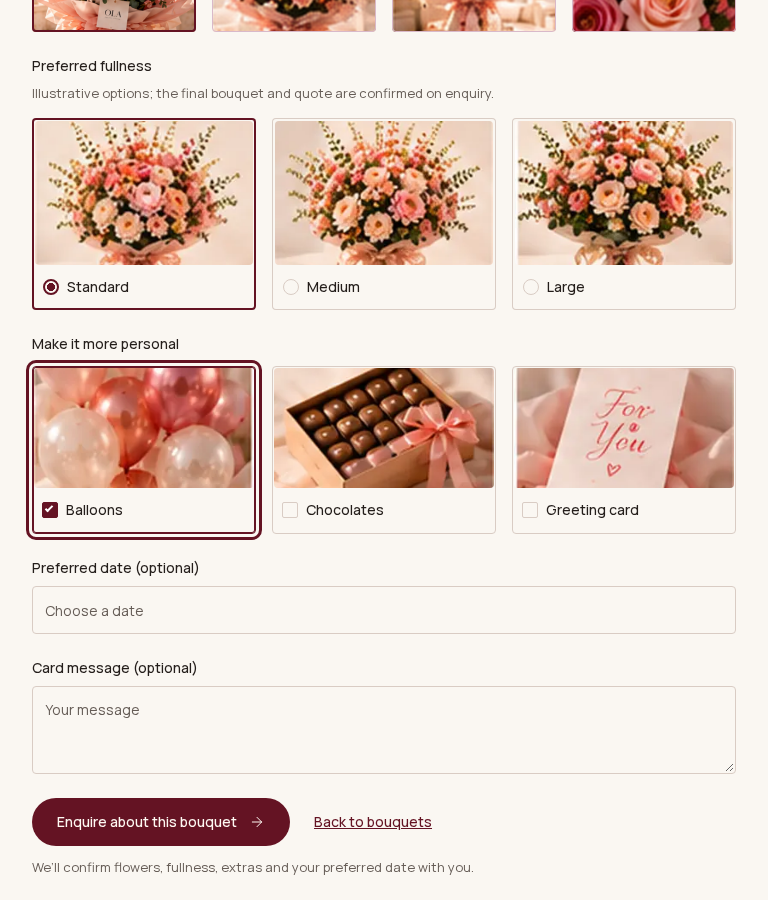 OLA
Preferred fullness
Illustrative options; the final bouquet and quote are confirmed on enquiry.
Standard
Medium
Large
Make it more personal
For
You
Balloons
Chocolates
Greeting card
Preferred date (optional)
Choose a date
Card message (optional)
Your message
Enquire about this bouquet →
Back to bouquets
We'll confirm flowers, fullness, extras and your preferred date with you.